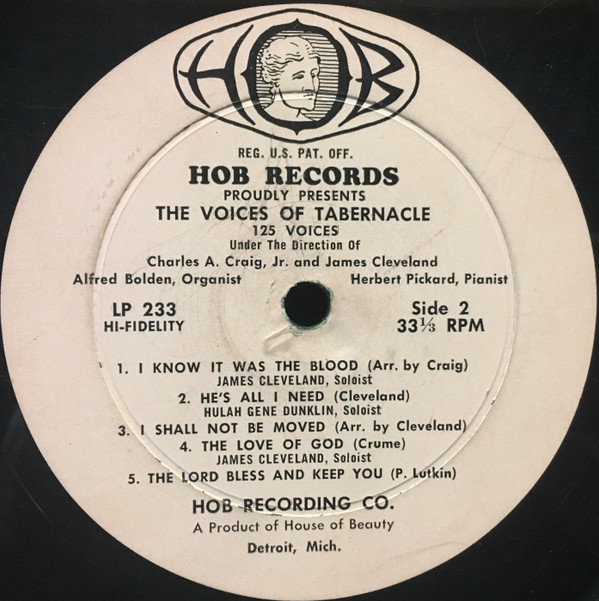 HOB
REG. U.S. PAT. OFF.
HOB RECORDS
PROUDLY PRESENTS
THE VOICES OF TABERNACLE
125 VOICES
Under The Direction Of
Charles A. Craig, Jr. and James Cleveland
Alfred Bolden, Organist Herbert Pickard, Pianist
LP 233 Side 2
HI-FIDELITY 33⅓ RPM
1. I KNOW IT WAS THE BLOOD (Arr. by Craig)
JAMES CLEVELAND, Soloist
2. HE'S ALL I NEED (Cleveland)
HULAH GENE DUNKLIN, Soloist
3. I SHALL NOT BE MOVED (Arr. by Cleveland)
4. THE LOVE OF GOD (Crume)
JAMES CLEVELAND, Soloist
5. THE LORD BLESS AND KEEP YOU (P. Lutkin)
HOB RECORDING CO.
A Product of House of Beauty
Detroit, Mich.